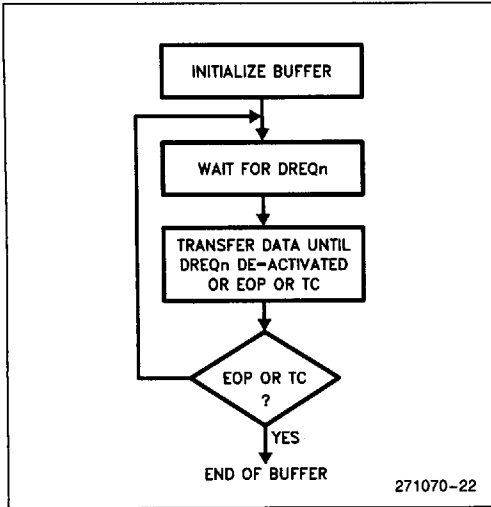 INITIALIZE BUFFER
WAIT FOR DREQn
TRANSFER DATA UNTIL
DREQn DE-ACTIVATED
OR EOP OR TC
EOP OR TC
?
YES
END OF BUFFER
271070-22